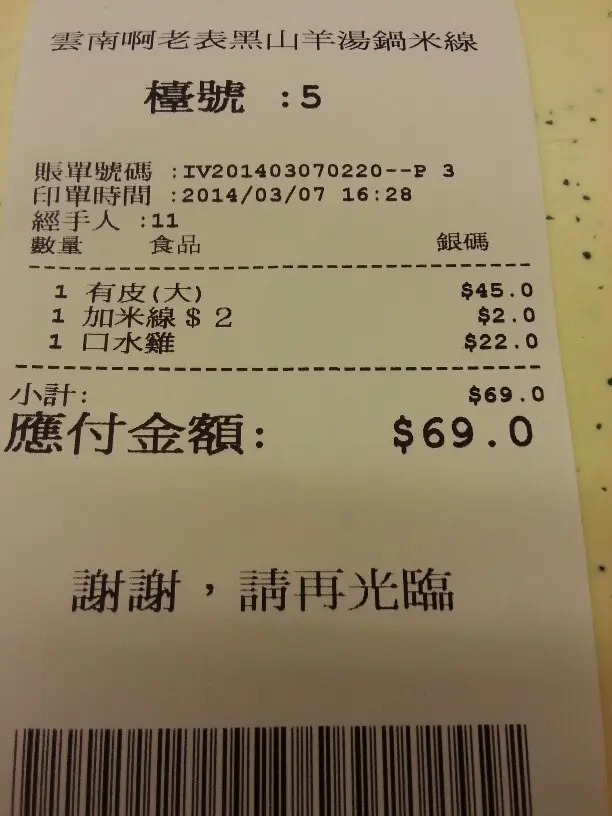 雲南啊老表黑山羊湯鍋米線
檯號 :5
賬單號碼 :IV201403070220--P 3
印單時間 :2014/03/07 16:28
經手人 :11
數量 食品 銀碼
1 有皮(大) $45.0
1 加米線$2 $2.0
1 口水雞 $22.0
小計: $69.0
應付金額: $69.0
謝謝，請再光臨